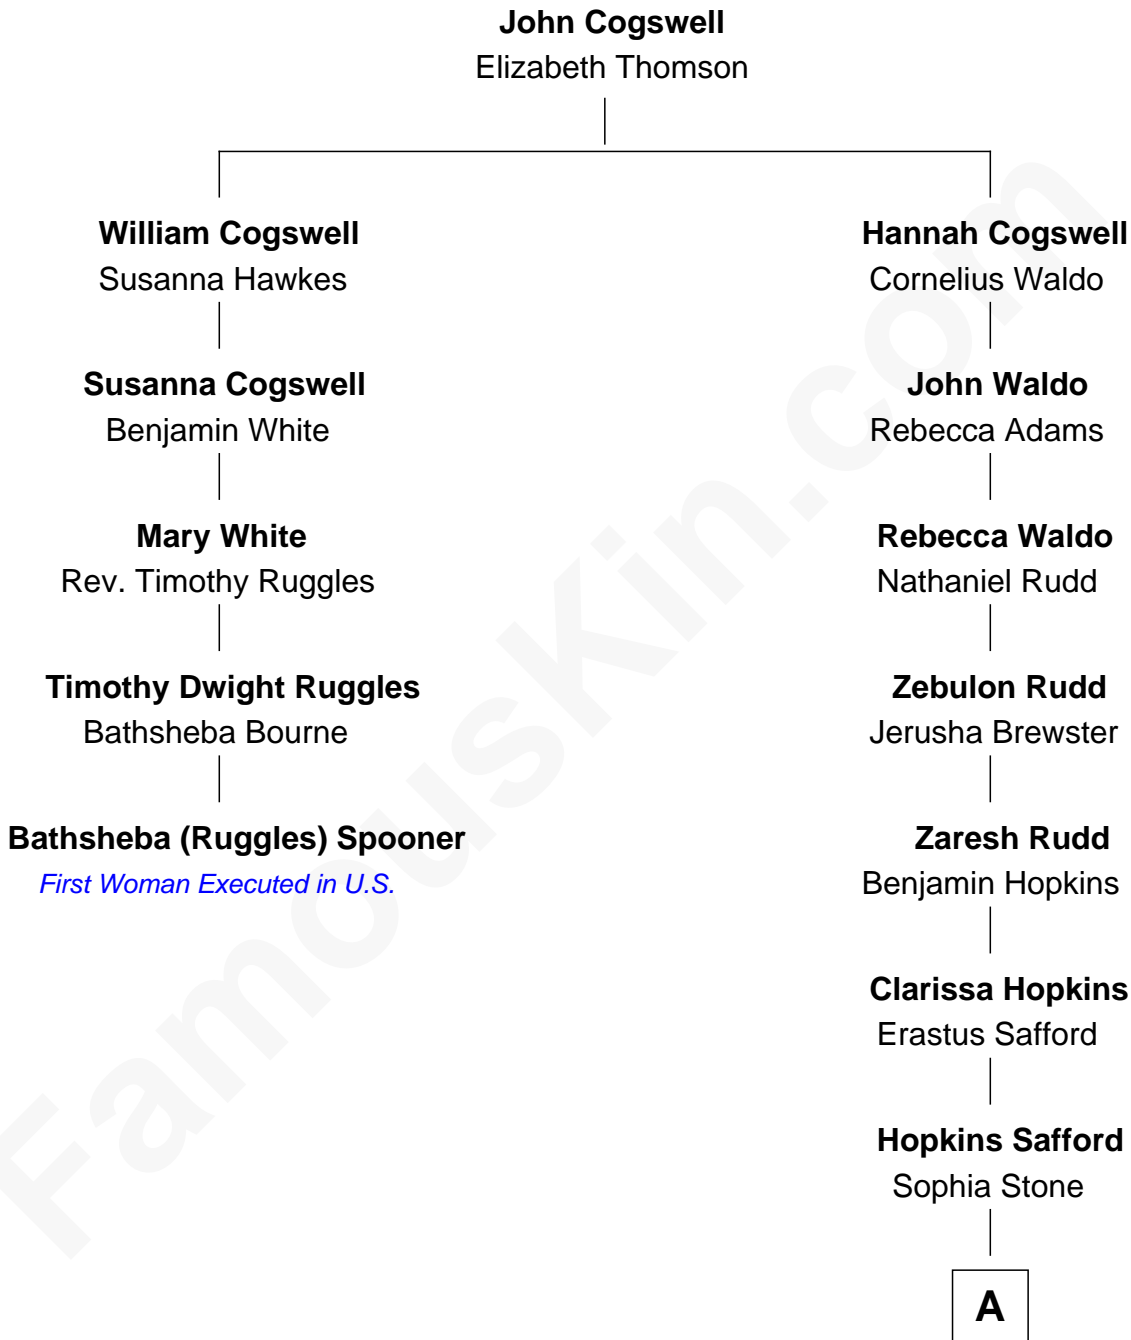 John Cogswell
Elizabeth Thomson
William Cogswell
Susanna Hawkes
Susanna Cogswell
Benjamin White
Mary White
Rev. Timothy Ruggles
Timothy Dwight Ruggles
Bathsheba Bourne
Bathsheba (Ruggles) Spooner
First Woman Executed in U.S.
Hannah Cogswell
Cornelius Waldo
John Waldo
Rebecca Adams
Rebecca Waldo
Nathaniel Rudd
Zebulon Rudd
Jerusha Brewster
Zaresh Rudd
Benjamin Hopkins
Clarissa Hopkins
Erastus Safford
Hopkins Safford
Sophia Stone
A
FamousKin.com